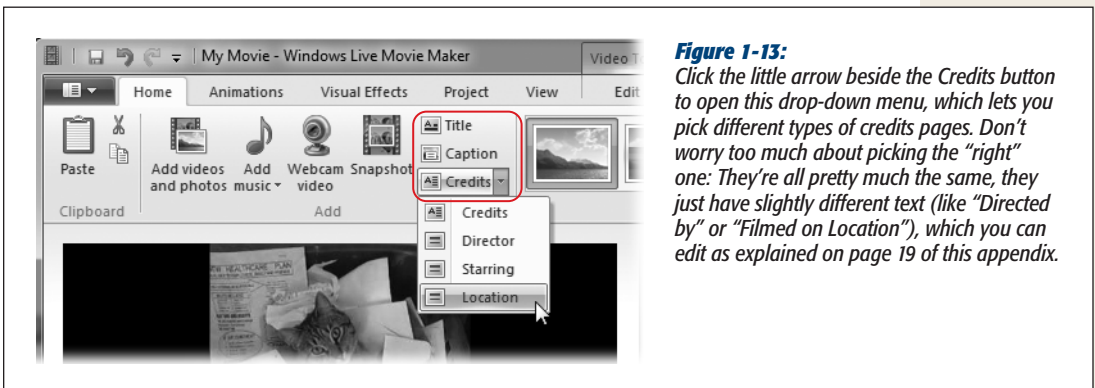 My Movie - Windows Live Movie Maker
Video T
Home Animations Visual Effects Project View Edit
Paste
Add videos
and photos
Add
music
Webcam
video
Snapshot
Title
Caption
Credits
Clipboard
Add
Credits
Director
Starring
Location
HEALTHCARE PLAN
Figure 1-13:
Click the little arrow beside the Credits button
to open this drop-down menu, which lets you
pick different types of credits pages. Don’t
worry too much about picking the “right”
one: They’re all pretty much the same, they
just have slightly different text (like “Directed
by” or “Filmed on Location”), which you can
edit as explained on page 19 of this appendix.